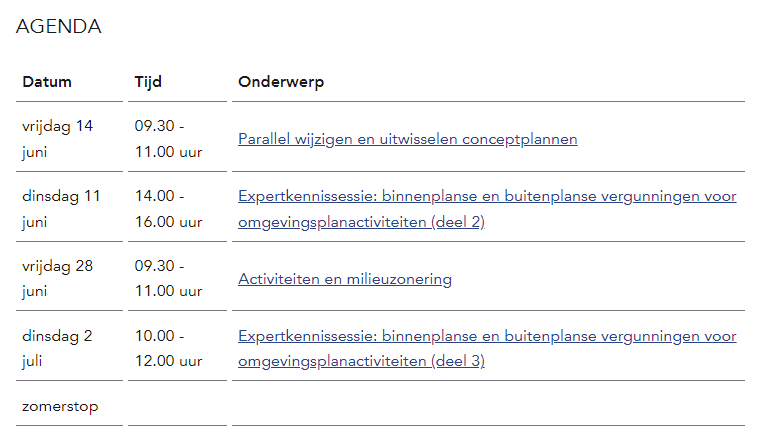 AGENDA
Datum Tijd Onderwerp
vrijdag 14 juni 09.30 - 11.00 uur Parallel wijzigen en uitwisselen conceptplannen
dinsdag 11 juni 14.00 - 16.00 uur Expertkennissessie: binnenplanse en buitenplanse vergunningen voor omgevingsplanactiviteiten (deel 2)
vrijdag 28 juni 09.30 - 11.00 uur Activiteiten en milieuzonering
dinsdag 2 juli 10.00 - 12.00 uur Expertkennissessie: binnenplanse en buitenplanse vergunningen voor omgevingsplanactiviteiten (deel 3)
zomerstop